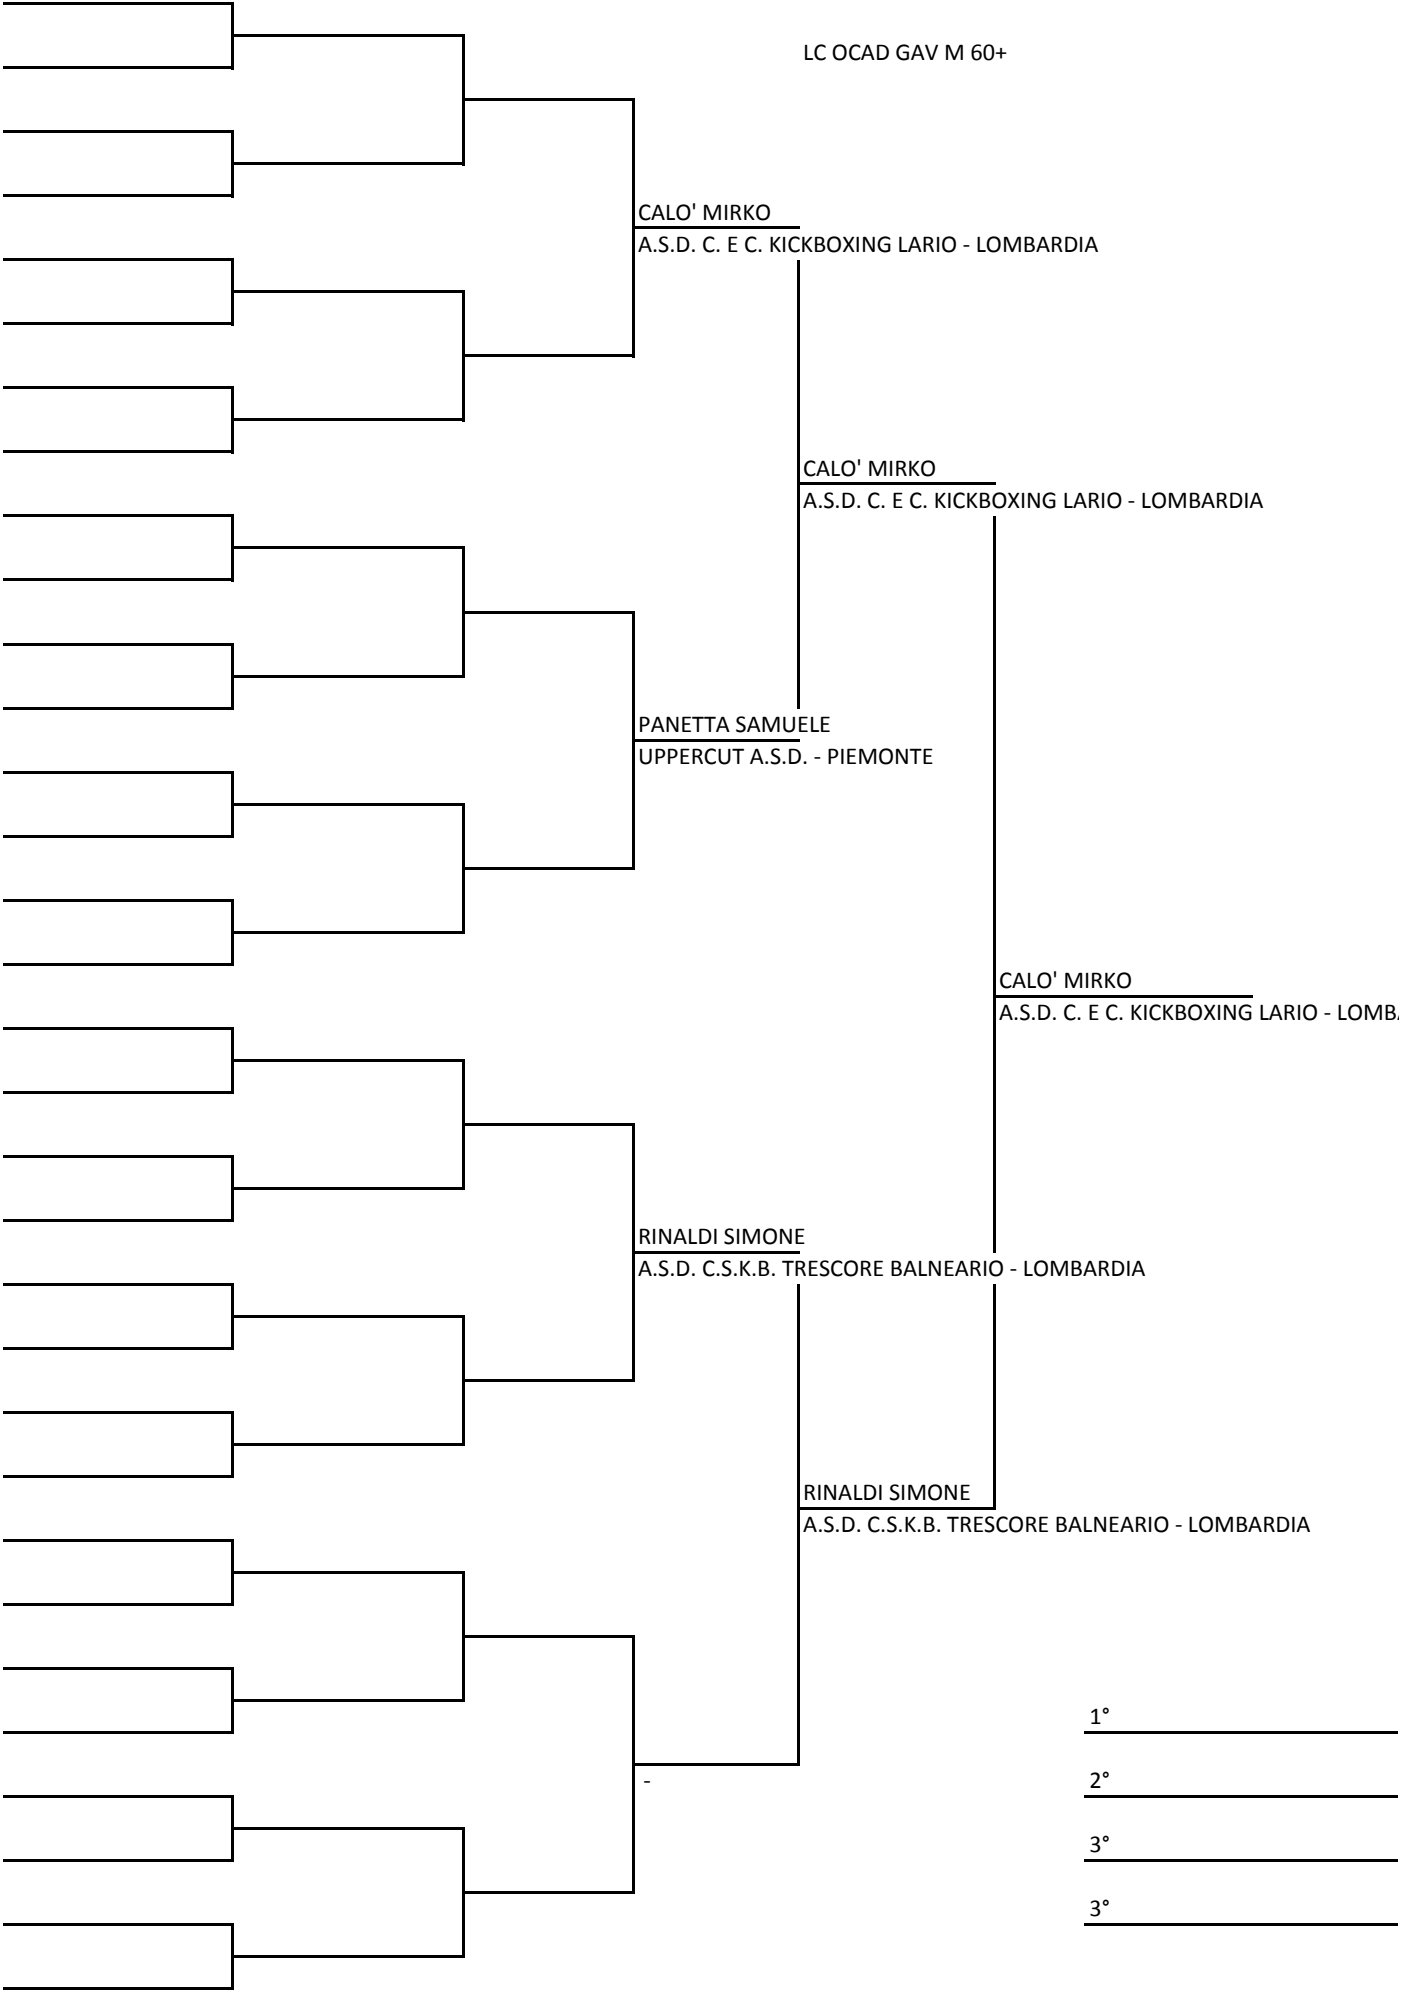 LC OCAD GAV M 60+
CALO' MIRKO
A.S.D. C. E C. KICKBOXING LARIO - LOMBARDIA
CALO' MIRKO
A.S.D. C. E C. KICKBOXING LARIO - LOMBARDIA
PANETTA SAMUELE
UPPERCUT A.S.D. - PIEMONTE
CALO' MIRKO
A.S.D. C. E C. KICKBOXING LARIO - LOMB
RINALDI SIMONE
A.S.D. C.S.K.B. TRESCORE BALNEARIO - LOMBARDIA
RINALDI SIMONE
A.S.D. C.S.K.B. TRESCORE BALNEARIO - LOMBARDIA
1°
-
2°
3°
3°